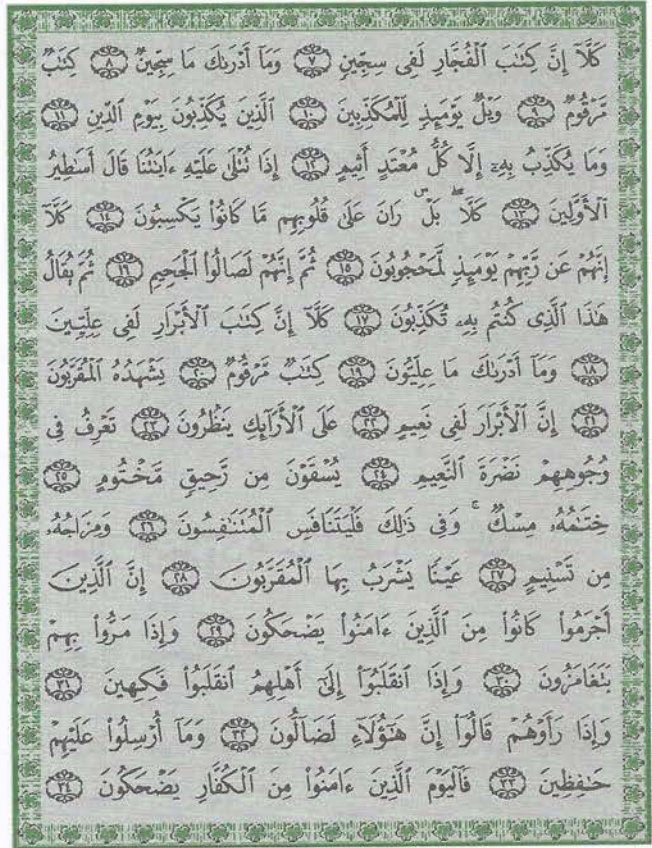 كَلَّآ إِنَّ كِتَٰبَ ٱلْفُجَّارِ لَفِى سِجِّينٍ ٧ وَمَآ أَدْرَىٰكَ مَا سِجِّينٌ ٨ كِتَٰبٌ
مَّرْقُومٌ ٩ وَيْلٌ يَوْمَئِذٍ لِّلْمُكَذِّبِينَ ١٠ ٱلَّذِينَ يُكَذِّبُونَ بِيَوْمِ ٱلدِّينِ ١١
وَمَا يُكَذِّبُ بِهِۦٓ إِلَّا كُلُّ مُعْتَدٍ أَثِيمٍ ١٢ إِذَا تُتْلَىٰ عَلَيْهِ ءَايَٰتُنَا قَالَ أَسَٰطِيرُ
ٱلْأَوَّلِينَ ١٣ كَلَّا ۖ بَلْ ۜ رَانَ عَلَىٰ قُلُوبِهِم مَّا كَانُوا۟ يَكْسِبُونَ ١٤ كَلَّآ
إِنَّهُمْ عَن رَّبِّهِمْ يَوْمَئِذٍ لَّمَحْجُوبُونَ ١٥ ثُمَّ إِنَّهُمْ لَصَالُوا۟ ٱلْجَحِيمِ ١٦ ثُمَّ يُقَالُ
هَٰذَا ٱلَّذِى كُنتُم بِهِۦ تُكَذِّبُونَ ١٧ كَلَّآ إِنَّ كِتَٰبَ ٱلْأَبْرَارِ لَفِى عِلِّيِّينَ
١٨ وَمَآ أَدْرَىٰكَ مَا عِلِّيُّونَ ١٩ كِتَٰبٌ مَّرْقُومٌ ٢٠ يَشْهَدُهُ ٱلْمُقَرَّبُونَ
٢١ إِنَّ ٱلْأَبْرَارَ لَفِى نَعِيمٍ ٢٢ عَلَى ٱلْأَرَآئِكِ يَنظُرُونَ ٢٣ تَعْرِفُ فِى
وُجُوهِهِمْ نَضْرَةَ ٱلنَّعِيمِ ٢٤ يُسْقَوْنَ مِن رَّحِيقٍ مَّخْتُومٍ ٢٥
خِتَٰمُهُۥ مِسْكٌ ۚ وَفِى ذَٰلِكَ فَلْيَتَنَافَسِ ٱلْمُتَنَٰفِسُونَ ٢٦ وَمِزَاجُهُۥ
مِن تَسْنِيمٍ ٢٧ عَيْنًا يَشْرَبُ بِهَا ٱلْمُقَرَّبُونَ ٢٨ إِنَّ ٱلَّذِينَ
أَجْرَمُوا۟ كَانُوا۟ مِنَ ٱلَّذِينَ ءَامَنُوا۟ يَضْحَكُونَ ٢٩ وَإِذَا مَرُّوا۟ بِهِمْ
يَتَغَامَزُونَ ٣٠ وَإِذَا ٱنقَلَبُوٓا۟ إِلَىٰٓ أَهْلِهِمُ ٱنقَلَبُوا۟ فَكِهِينَ ٣١
وَإِذَا رَأَوْهُمْ قَالُوٓا۟ إِنَّ هَٰٓؤُلَآءِ لَضَآلُّونَ ٣٢ وَمَآ أُرْسِلُوا۟ عَلَيْهِمْ
حَٰفِظِينَ ٣٣ فَٱلْيَوْمَ ٱلَّذِينَ ءَامَنُوا۟ مِنَ ٱلْكُفَّارِ يَضْحَكُونَ ٣٤